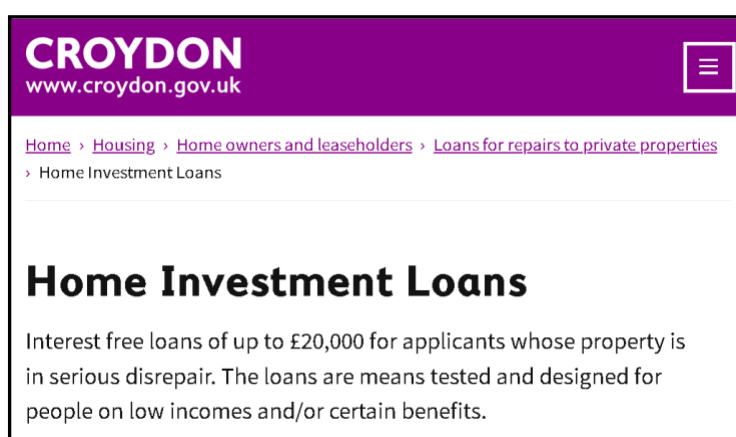 CROYDON
www.croydon.gov.uk
Home › Housing › Home owners and leaseholders › Loans for repairs to private properties
› Home Investment Loans
Home Investment Loans
Interest free loans of up to £20,000 for applicants whose property is
in serious disrepair. The loans are means tested and designed for
people on low incomes and/or certain benefits.